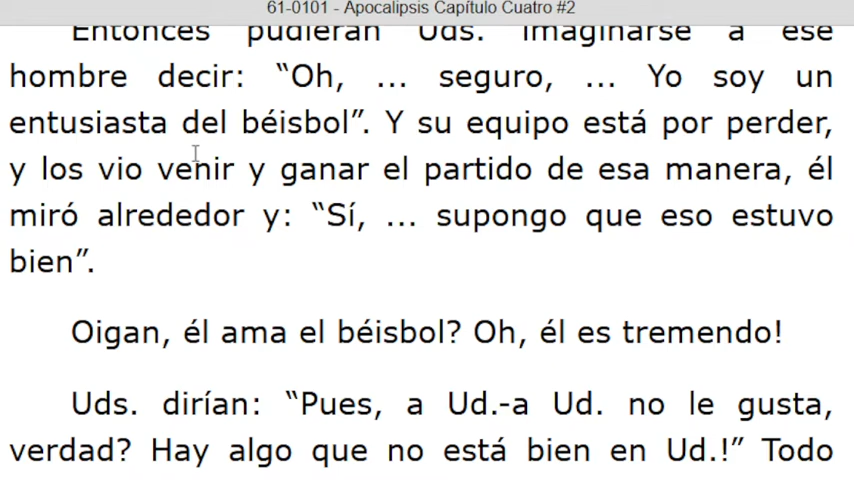 61-0101 - Apocalipsis Capítulo Cuatro #2
Entonces pudieran Uds. imaginarse a ese
hombre decir: “Oh, ... seguro, ... Yo soy un
entusiasta del béisbol”. Y su equipo está por perder,
y los vio venir y ganar el partido de esa manera, él
miró alrededor y: “Sí, ... supongo que eso estuvo
bien”.
Oigan, él ama el béisbol? Oh, él es tremendo!
Uds. dirían: “Pues, a Ud.-a Ud. no le gusta,
verdad? Hay algo que no está bien en Ud.!” Todo